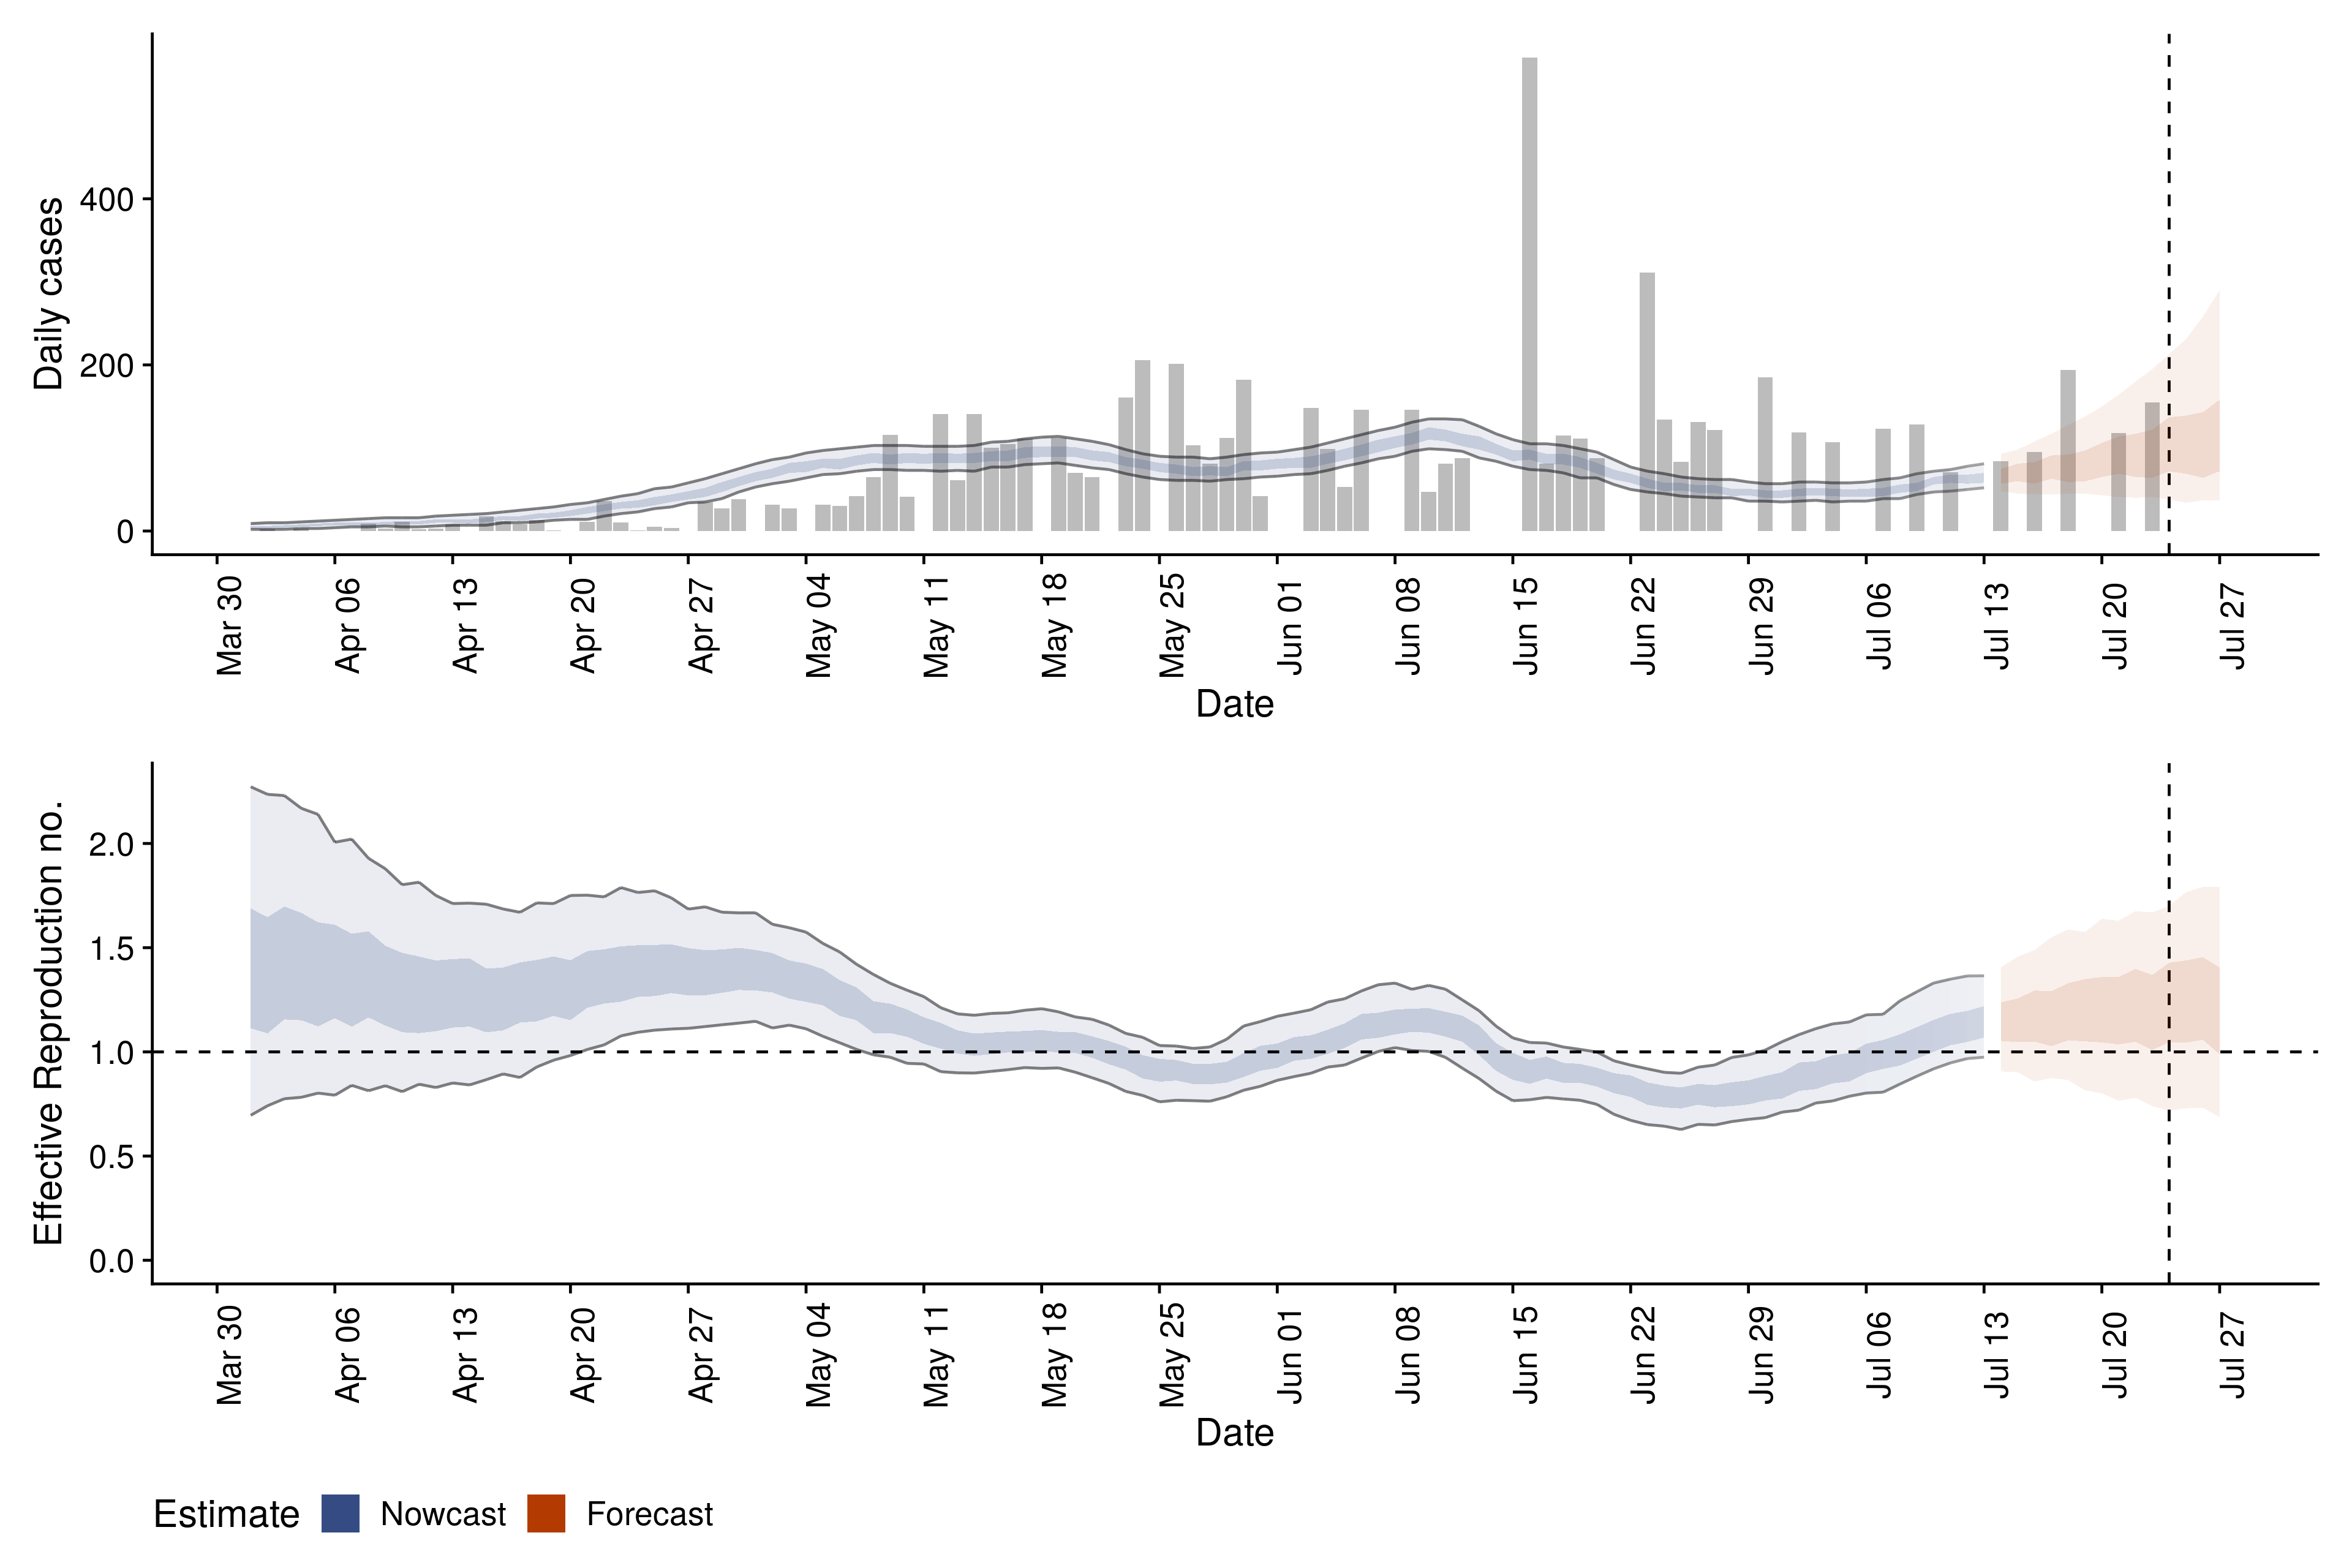 Daily cases
400
200
0
Mar 30
Apr 06
Apr 13
Apr 20
Apr 27
May 04
May 11
May 18
May 25
Jun 01
Jun 08
Jun 15
Jun 22
Jun 29
Jul 06
Jul 13
Jul 20
Jul 27
Date
Effective Reproduction no.
2.0
1.5
1.0
0.5
0.0
Mar 30
Apr 06
Apr 13
Apr 20
Apr 27
May 04
May 11
May 18
May 25
Jun 01
Jun 08
Jun 15
Jun 22
Jun 29
Jul 06
Jul 13
Jul 20
Jul 27
Date
Estimate Nowcast Forecast